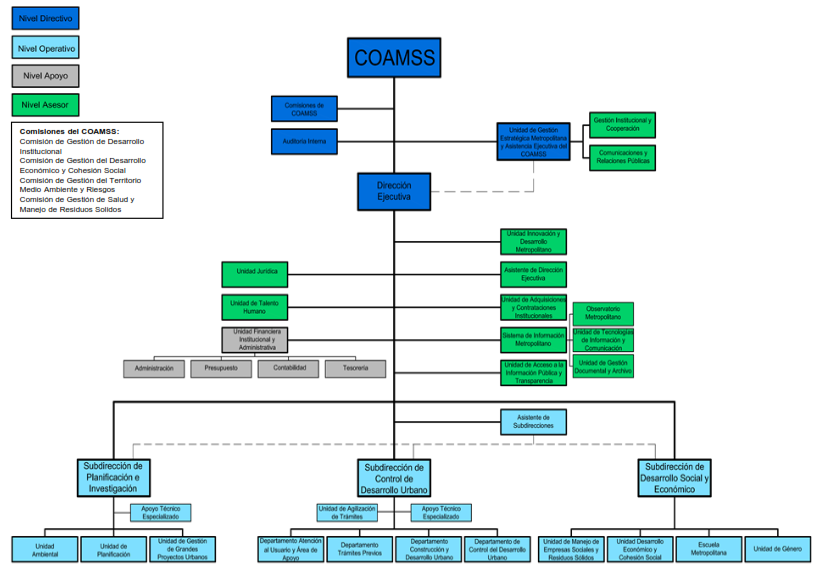 Nivel Directivo
Nivel Operativo
Nivel Apoyo
Nivel Asesor
Comisiones del COAMSS:
Comisión de Gestión de Desarrollo
Institucional
Comisión de Gestión del Desarrollo
Económico y Cohesión Social
Comisión de Gestión del Territorio
Medio Ambiente y Riesgos
Comisión de Gestión de Salud y
Manejo de Residuos Solidos
COAMSS
Comisiones de
COAMSS
Auditoria Interna
Unidad de Gestión
Estratégica Metropolitana
y Asistencia Ejecutiva del
COAMSS
Gestión Institucional y
Cooperación
Comunicaciones y
Relaciones Públicas
Dirección
Ejecutiva
Unidad Innovación y
Desarrollo
Metropolitano
Unidad Jurídica
Asistente de Dirección
Ejecutiva
Unidad de Talento
Humano
Unidad de Adquisiciones
y Contrataciones
Institucionales
Observatorio
Metropolitano
Unidad Financiera
Institucional y
Administrativa
Sistema de Información
Metropolitano
Unidad de Tecnologías
de Información y
Comunicación
Unidad de Gestión
Documental y Archivo
Administración
Presupuesto
Contabilidad
Tesoreria
Unidad de Acceso a la
Información Pública y
Transparencia
Asistente de
Subdirecciones
Subdirección de
Planificación e
Investigación
Subdirección de
Control de
Desarrollo Urbano
Subdirección de
Desarrollo Social y
Económico
Apoyo Técnico
Especializado
Unidad de Agilización
de Trámites
Apoyo Técnico
Especializado
Unidad
Ambiental
Unidad de
Planificación
Unidad de Gestión
de Grandes
Proyectos Urbanos
Departamento Atención
al Usuario y Área de
Apoyo
Departamento
Trámites Previos
Departamento
Construcción y
Desarrollo Urbano
Departamento de
Control del Desarrollo
Urbano
Unidad de Manejo de
Empresas Sociales y
Residuos Sólidos
Unidad Desarollo
Económico y
Cohesión Social
Escuela
Metropolitana
Unidad de Género